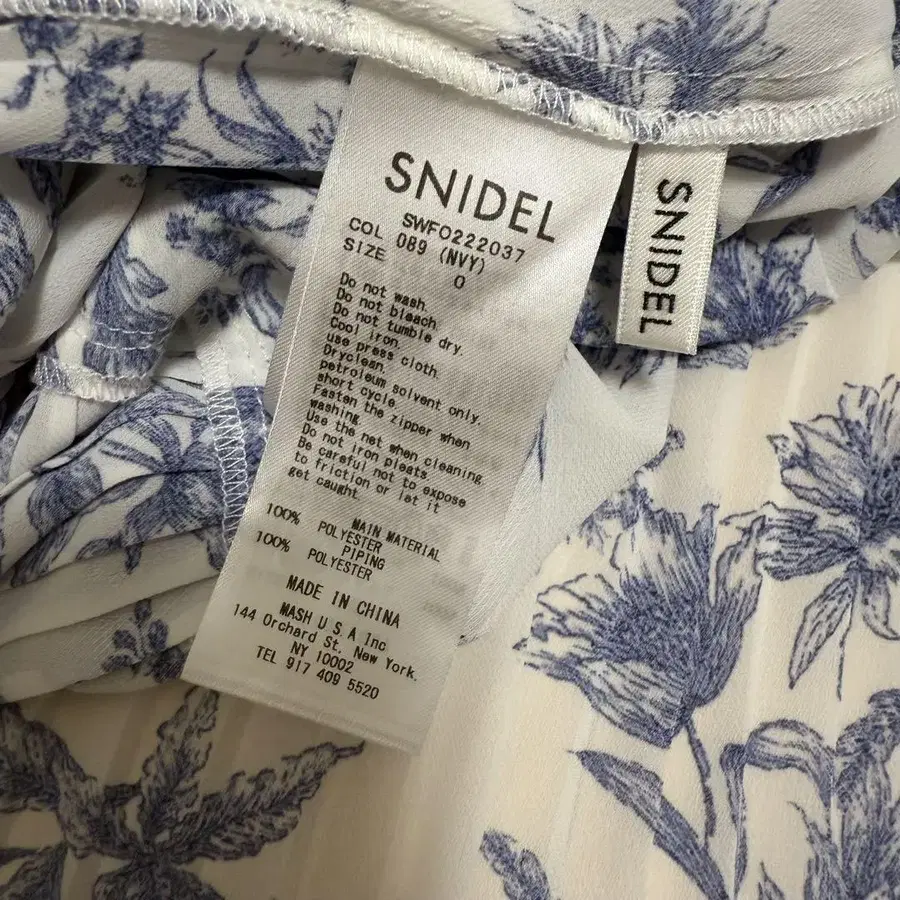 SNIDEL
SWFO222037
COL 089 (NVY)
SIZE 0
Do not wash.
Do not bleach.
Do not tumble dry.
Cool iron.
use press cloth.
Dryclean.
petroleum solvent only.
short cycle.
Fasten the zipper when
washing.
Use the net when cleaning.
Do not iron pleats.
Be careful not to expose
to friction or let it
get caught.
MAIN MATERIAL
100% POLYESTER
PIPING
100% POLYESTER
MADE IN CHINA
MASH U.S.A Inc
144 Orchard St. New York.
NY 10002
TEL 917 409 5520
SNIDEL